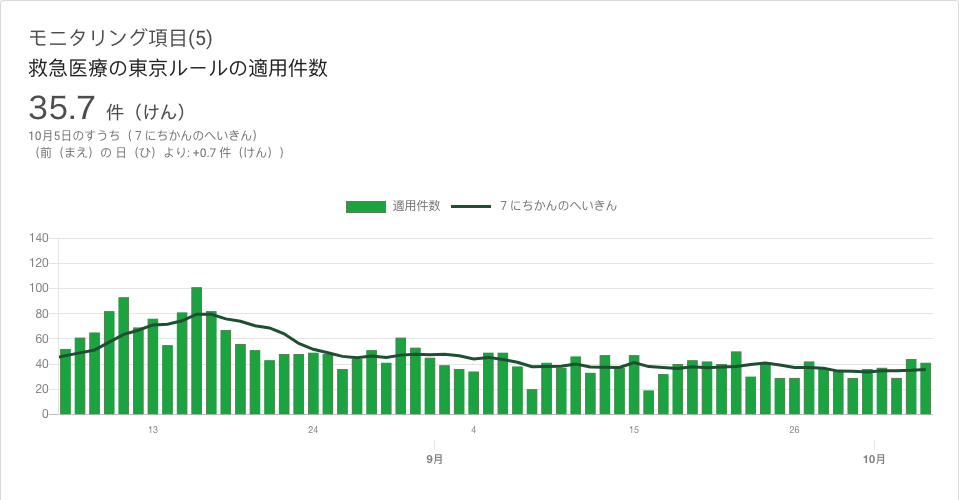 モニタリング項目(5)
救急医療の東京ルールの適用件数
35.7 件（けん）
10月5日のすうち（７にちかんのへいきん）
（前（まえ）の 日（ひ）より: +0.7 件（けん））
適用件数 ７にちかんのへいきん
140
120
100
80
60
40
20
0
13 24 4 15 26
9月 10月